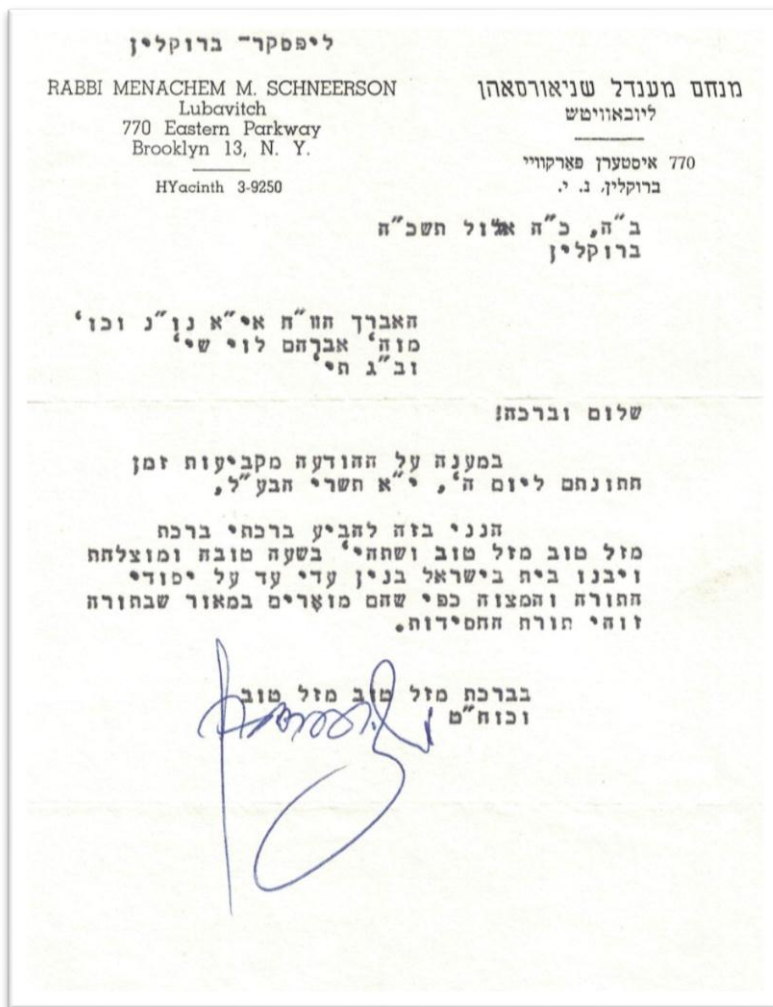 ליפסקר- ברוקלין
RABBI MENACHEM M. SCHNEERSON
Lubavitch
770 Eastern Parkway
Brooklyn 13, N. Y.
HYacinth 3-9250
מנחם מענדל שניאורסאהן
ליובאוויטש
770 איסטערן פארקוויי
ברוקלין, נ. י.
ב"ה, כ"ה אלול תשכ"ה
ברוקלין
האברך הוו"ח אי"א נו"נ וכו'
מוה' אברהם לוי שי'
וב"ג תי'
שלום וברכה!
במענה על ההודעה מקביעות זמן
חתונתם ליום ה', י"א תשרי הבע"ל,
הנני בזה להביע ברכתי ברכת
מזל טוב מזל טוב ושתהי' בשעה טובה ומוצלחת
ויבנו בית בישראל בנין עדי עד על יסודי
התורה והמצוה כפי שהם מוארים במאור שבתורה
זוהי תורת החסידות.
בברכת מזל טוב מזל טוב
וכוח"ט